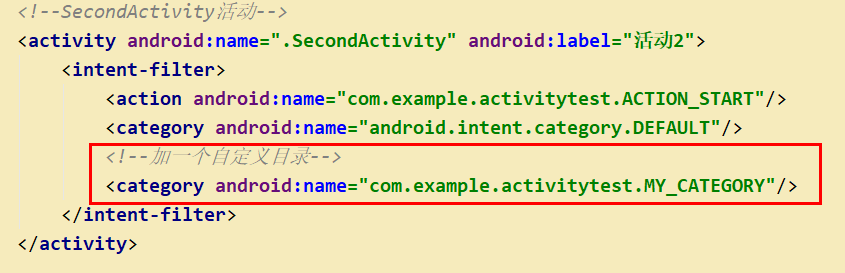 <!--SecondActivity活动-->
<activity android:name=".SecondActivity" android:label="活动2">
<intent-filter>
<action android:name="com.example.activitytest.ACTION_START"/>
<category android:name="android.intent.category.DEFAULT"/>
<!--加一个自定义目录-->
<category android:name="com.example.activitytest.MY_CATEGORY"/>
</intent-filter>
</activity>